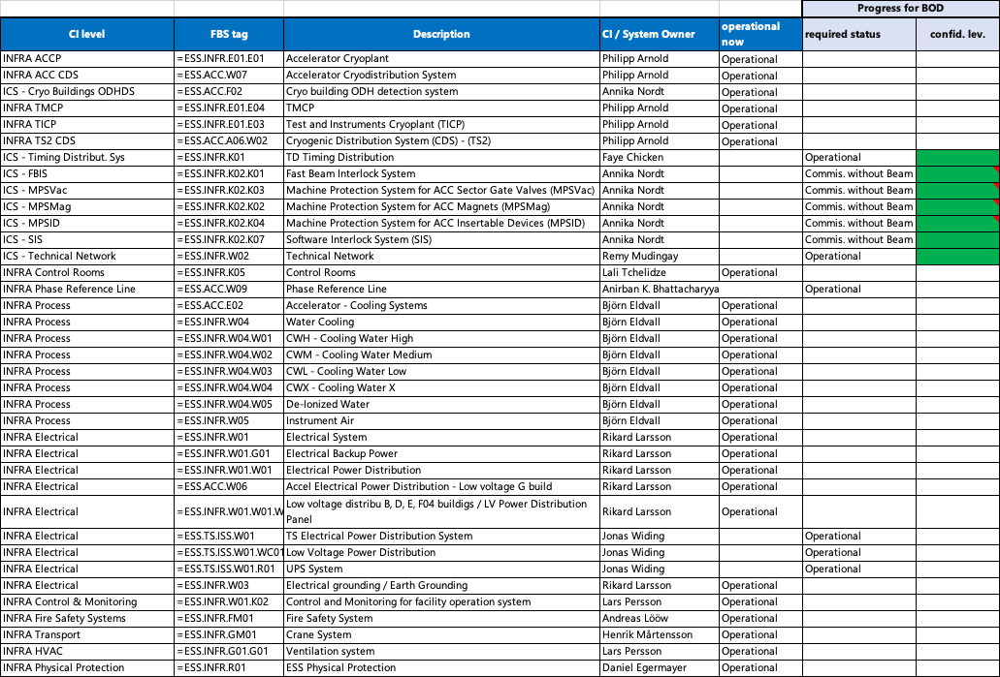 Progress for BOD
CI level FBS tag Description CI / System Owner operational now required status confid. lev.
INFRA ACCP =ESS.INFR.E01.E01 Accelerator Cryoplant Philipp Arnold Operational
INFRA ACC CDS =ESS.ACC.W07 Accelerator Cryodistribution System Philipp Arnold Operational
ICS - Cryo Buildings ODHDS =ESS.ACC.F02 Cryo building ODH detection system Annika Nordt Operational
INFRA TMCP =ESS.INFR.E01.E04 TMCP Philipp Arnold Operational
INFRA TICP =ESS.INFR.E01.E03 Test and Instruments Cryoplant (TICP) Philipp Arnold Operational
INFRA TS2 CDS =ESS.ACC.A06.W02 Cryogenic Distribution System (CDS) - (TS2) Philipp Arnold Operational
ICS - Timing Distribut. Sys =ESS.INFR.K01 TD Timing Distribution Faye Chicken Operational
ICS - FBIS =ESS.INFR.K02.K01 Fast Beam Interlock System Annika Nordt Commis. without Beam
ICS - MPSVac =ESS.INFR.K02.K03 Machine Protection System for ACC Sector Gate Valves (MPSVac) Annika Nordt Commis. without Beam
ICS - MPSMag =ESS.INFR.K02.K02 Machine Protection System for ACC Magnets (MPSMag) Annika Nordt Commis. without Beam
ICS - MPSID =ESS.INFR.K02.K04 Machine Protection System for ACC Insertable Devices (MPSID) Annika Nordt Commis. without Beam
ICS - SIS =ESS.INFR.K02.K07 Software Interlock System (SIS) Annika Nordt Commis. without Beam
ICS - Technical Network =ESS.INFR.W02 Technical Network Remy Mudingay Operational
INFRA Control Rooms =ESS.INFR.K05 Control Rooms Lali Tchelidze Operational
INFRA Phase Reference Line =ESS.ACC.W09 Phase Reference Line Anirban K. Bhattacharyya Operational
INFRA Process =ESS.ACC.E02 Accelerator - Cooling Systems Björn Eldvall Operational
INFRA Process =ESS.INFR.W04 Water Cooling Björn Eldvall Operational
INFRA Process =ESS.INFR.W04.W01 CWH - Cooling Water High Björn Eldvall Operational
INFRA Process =ESS.INFR.W04.W02 CWM - Cooling Water Medium Björn Eldvall Operational
INFRA Process =ESS.INFR.W04.W03 CWL - Cooling Water Low Björn Eldvall Operational
INFRA Process =ESS.INFR.W04.W04 CWX - Cooling Water X Björn Eldvall Operational
INFRA Process =ESS.INFR.W04.W05 De-Ionized Water Björn Eldvall Operational
INFRA Process =ESS.INFR.W05 Instrument Air Björn Eldvall Operational
INFRA Electrical =ESS.INFR.W01 Electrical System Rikard Larsson Operational
INFRA Electrical =ESS.INFR.W01.G01 Electrical Backup Power Rikard Larsson Operational
INFRA Electrical =ESS.INFR.W01.W01 Electrical Power Distribution Rikard Larsson Operational
INFRA Electrical =ESS.ACC.W06 Accel Electrical Power Distribution - Low voltage G build Rikard Larsson Operational
INFRA Electrical =ESS.INFR.W01.W01.W Low voltage distribu B, D, E, F04 buildigs / LV Power Distribution Panel Rikard Larsson Operational
INFRA Electrical =ESS.TS.ISS.W01 TS Electrical Power Distribution System Jonas Widing Operational
INFRA Electrical =ESS.TS.ISS.W01.WC01 Low Voltage Power Distribution Jonas Widing Operational
INFRA Electrical =ESS.TS.ISS.W01.R01 UPS System Jonas Widing Operational
INFRA Electrical =ESS.INFR.W03 Electrical grounding / Earth Grounding Rikard Larsson Operational
INFRA Control & Monitoring =ESS.INFR.W01.K02 Control and Monitoring for facility operation system Lars Persson Operational
INFRA Fire Safety Systems =ESS.INFR.FM01 Fire Safety System Andreas Lööw Operational
INFRA Transport =ESS.INFR.GM01 Crane System Henrik Mårtensson Operational
INFRA HVAC =ESS.INFR.G01.G01 Ventilation system Lars Persson Operational
INFRA Physical Protection =ESS.INFR.R01 ESS Physical Protection Daniel Egermayer Operational